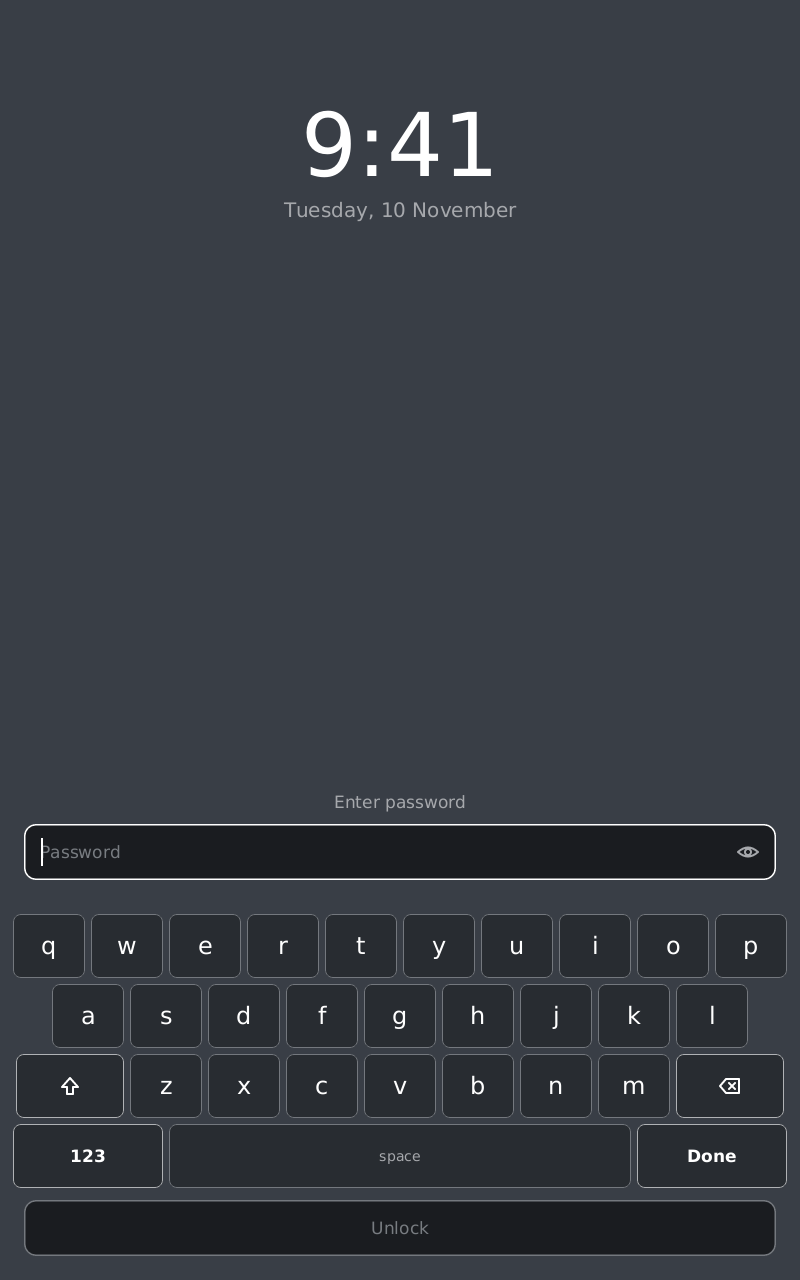 9:41
Tuesday, 10 November
Enter password
Password
q w e r t y u i o p
a s d f g h j k l
z x c v b n m
123 space Done
Unlock